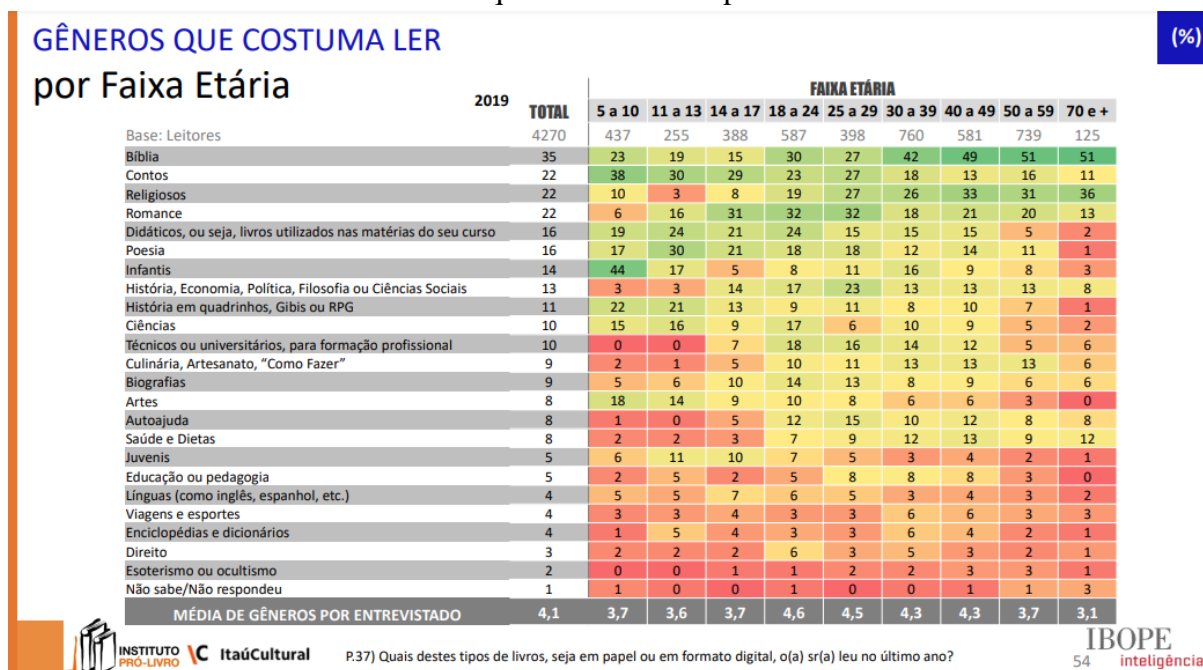 GÊNEROS QUE COSTUMA LER
(%)
por Faixa Etária
2019
TOTAL
FAIXA ETÁRIA
5 a 10 11 a 13 14 a 17 18 a 24 25 a 29 30 a 39 40 a 49 50 a 59 70 e +
Base: Leitores 4270 437 255 388 587 398 760 581 739 125
Bíblia 35 23 19 15 30 27 42 49 51 51
Contos 22 38 30 29 23 27 18 13 16 11
Religiosos 22 10 3 8 19 27 26 33 31 36
Romance 22 6 16 31 32 32 18 21 20 13
Didáticos, ou seja, livros utilizados nas matérias do seu curso 16 19 24 21 24 15 15 15 5 2
Poesia 16 17 30 21 18 18 12 14 11 1
Infantis 14 44 17 5 8 11 16 9 8 3
História, Economia, Política, Filosofia ou Ciências Sociais 13 3 3 14 17 23 13 13 13 8
História em quadrinhos, Gibis ou RPG 11 22 21 13 9 11 8 10 7 1
Ciências 10 15 16 9 17 6 10 9 5 2
Técnicos ou universitários, para formação profissional 10 0 0 7 18 16 14 12 5 6
Culinária, Artesanato, “Como Fazer” 9 2 1 5 10 11 13 13 13 6
Biografias 9 5 6 10 14 13 8 9 6 6
Artes 8 18 14 9 10 8 6 6 3 0
Autoajuda 8 1 0 5 12 15 10 12 8 8
Saúde e Dietas 8 2 2 3 7 9 12 13 9 12
Juvenis 5 6 11 10 7 5 3 4 2 1
Educação ou pedagogia 5 2 5 2 5 8 8 8 3 0
Línguas (como inglês, espanhol, etc.) 4 5 5 7 6 5 3 4 3 2
Viagens e esportes 4 3 3 4 3 3 6 6 3 3
Enciclopédias e dicionários 4 1 5 4 3 3 6 4 2 1
Direito 3 2 2 2 6 3 5 3 2 1
Esoterismo ou ocultismo 2 0 0 1 1 2 2 3 3 1
Não sabe/Não respondeu 1 1 0 0 1 0 0 1 1 3
MÉDIA DE GÊNEROS POR ENTREVISTADO 4,1 3,7 3,6 3,7 4,6 4,5 4,3 4,3 3,7 3,1
INSTITUTO
PRÓ-LIVRO
ItaúCultural
P.37) Quais destes tipos de livros, seja em papel ou em formato digital, o(a) sr(a) leu no último ano?
54
IBOPE
inteligência